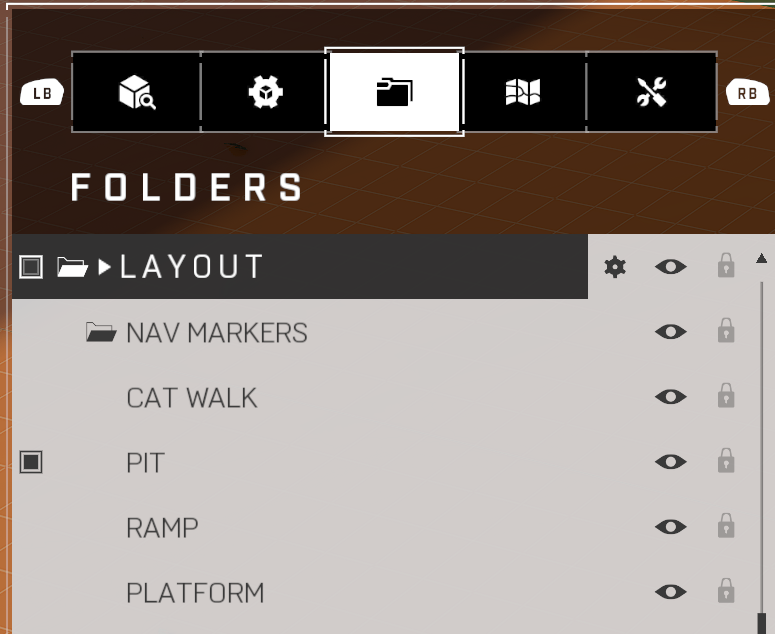 LB RB
FOLDERS
LAYOUT
NAV MARKERS
CAT WALK
PIT
RAMP
PLATFORM